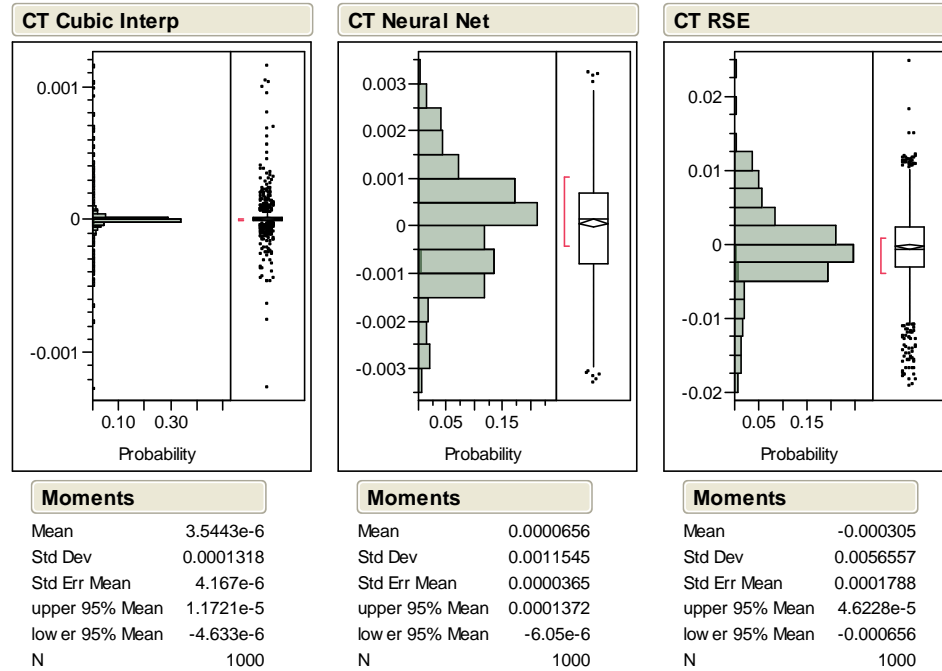 CT Cubic Interp
0.001
0
-0.001
0.10 0.30
Probability
Moments
Mean 3.5443e-6
Std Dev 0.0001318
Std Err Mean 4.167e-6
upper 95% Mean 1.1721e-5
lower 95% Mean -4.633e-6
N 1000
CT Neural Net
0.003
0.002
0.001
0
-0.001
-0.002
-0.003
0.05 0.15
Probability
Moments
Mean 0.0000656
Std Dev 0.0011545
Std Err Mean 0.0000365
upper 95% Mean 0.0001372
lower 95% Mean -6.05e-6
N 1000
CT RSE
0.02
0.01
0
-0.01
-0.02
0.05 0.15
Probability
Moments
Mean -0.000305
Std Dev 0.0056557
Std Err Mean 0.0001788
upper 95% Mean 4.6228e-5
lower 95% Mean -0.000656
N 1000